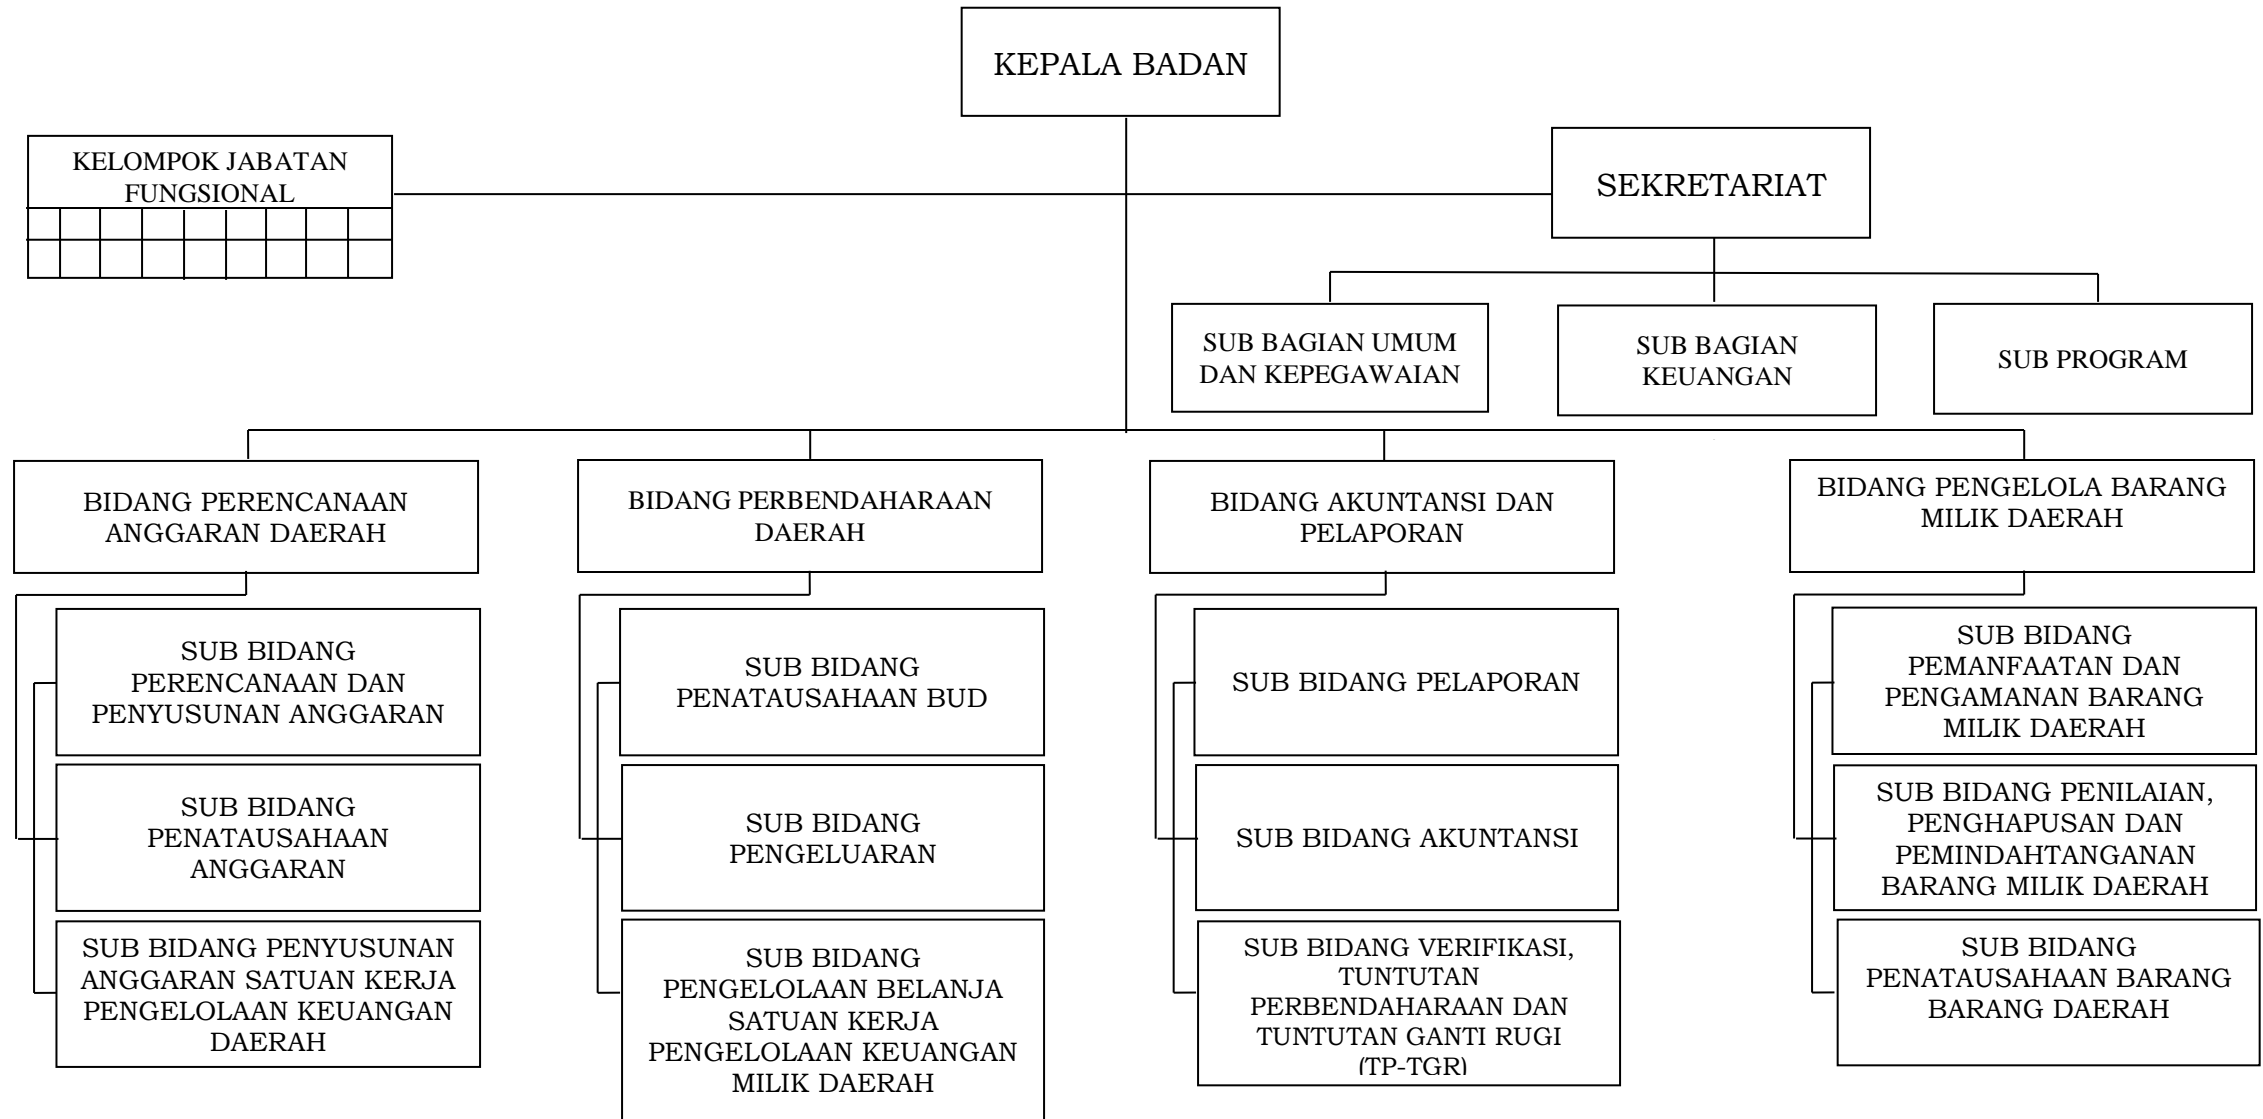 KEPALA BADAN
KELOMPOK JABATAN
FUNGSIONAL
SEKRETARIAT
SUB BAGIAN UMUM
DAN KEPEGAWAIAN
SUB BAGIAN
KEUANGAN
SUB PROGRAM
BIDANG PERENCANAAN
ANGGARAN DAERAH
BIDANG PERBENDAHARAAN
DAERAH
BIDANG AKUNTANSI DAN
PELAPORAN
BIDANG PENGELOLA BARANG
MILIK DAERAH
SUB BIDANG
PERENCANAAN DAN
PENYUSUNAN ANGGARAN
SUB BIDANG
PENATAUSAHAAN
ANGGARAN
SUB BIDANG PENYUSUNAN
ANGGARAN SATUAN KERJA
PENGELOLAAN KEUANGAN
DAERAH
SUB BIDANG
PENATAUSAHAAN BUD
SUB BIDANG
PENGELUARAN
SUB BIDANG
PENGELOLAAN BELANJA
SATUAN KERJA
PENGELOLAAN KEUANGAN
MILIK DAERAH
SUB BIDANG PELAPORAN
SUB BIDANG AKUNTANSI
SUB BIDANG VERIFIKASI,
TUNTUTAN
PERBENDAHARAAN DAN
TUNTUTAN GANTI RUGI
(TP-TGR)
SUB BIDANG
PEMANFAATAN DAN
PENGAMANAN BARANG
MILIK DAERAH
SUB BIDANG PENILAIAN,
PENGHAPUSAN DAN
PEMINDAHTANGANAN
BARANG MILIK DAERAH
SUB BIDANG
PENATAUSAHAAN BARANG
BARANG DAERAH